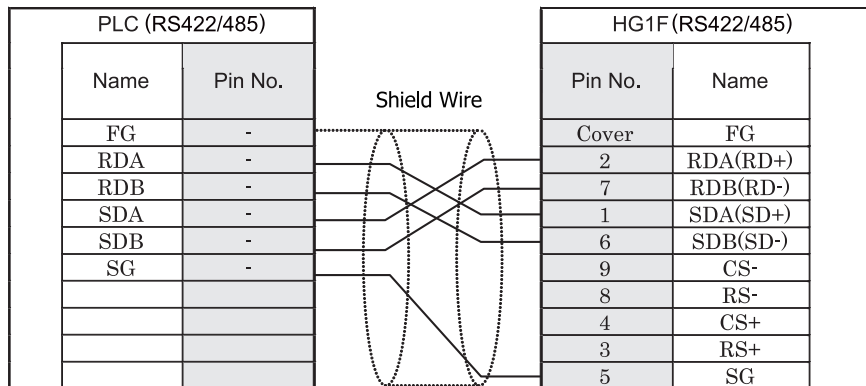 PLC (RS422/485) HG1F(RS422/485)
Name Pin No. Shield Wire Pin No. Name
FG - Cover FG
RDA - 2 RDA(RD+)
RDB - 7 RDB(RD-)
SDA - 1 SDA(SD+)
SDB - 6 SDB(SD-)
SG - 9 CS-
8 RS-
4 CS+
3 RS+
5 SG